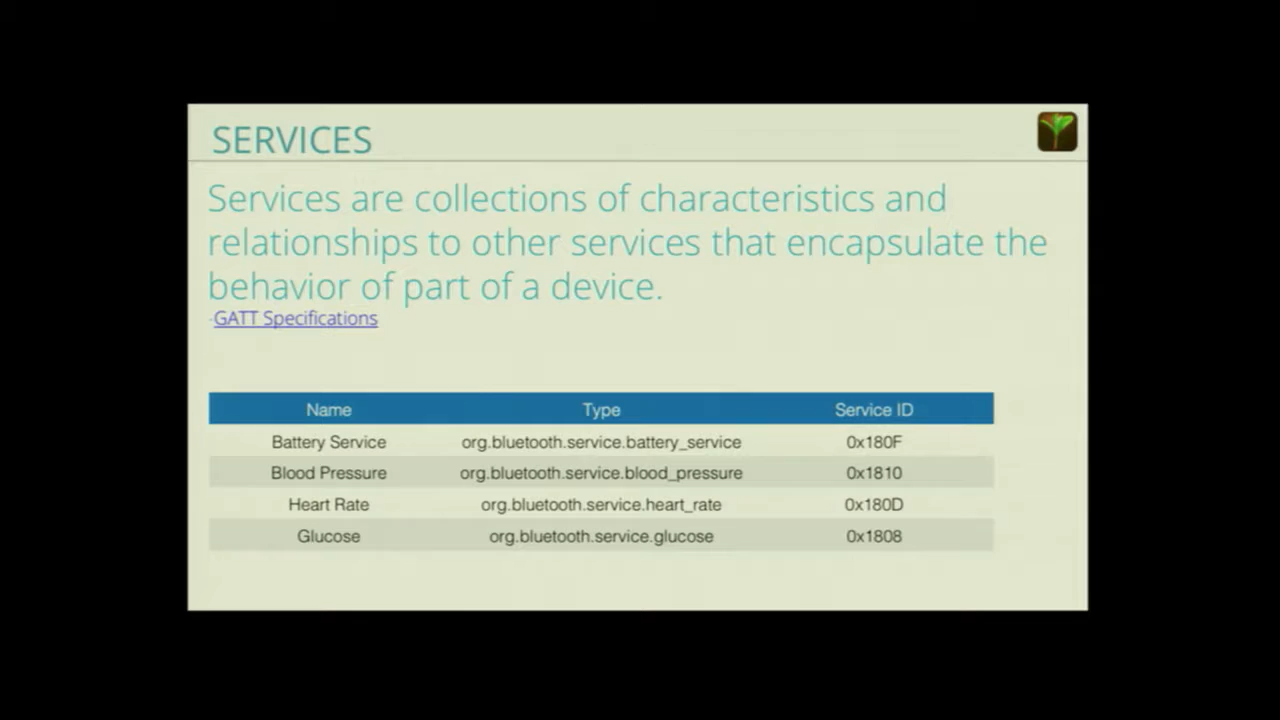 SERVICES
Services are collections of characteristics and
relationships to other services that encapsulate the
behavior of part of a device.
-GATT Specifications
Name Type Service ID
Battery Service org.bluetooth.service.battery_service 0x180F
Blood Pressure org.bluetooth.service.blood_pressure 0x1810
Heart Rate org.bluetooth.service.heart_rate 0x180D
Glucose org.bluetooth.service.glucose 0x1808